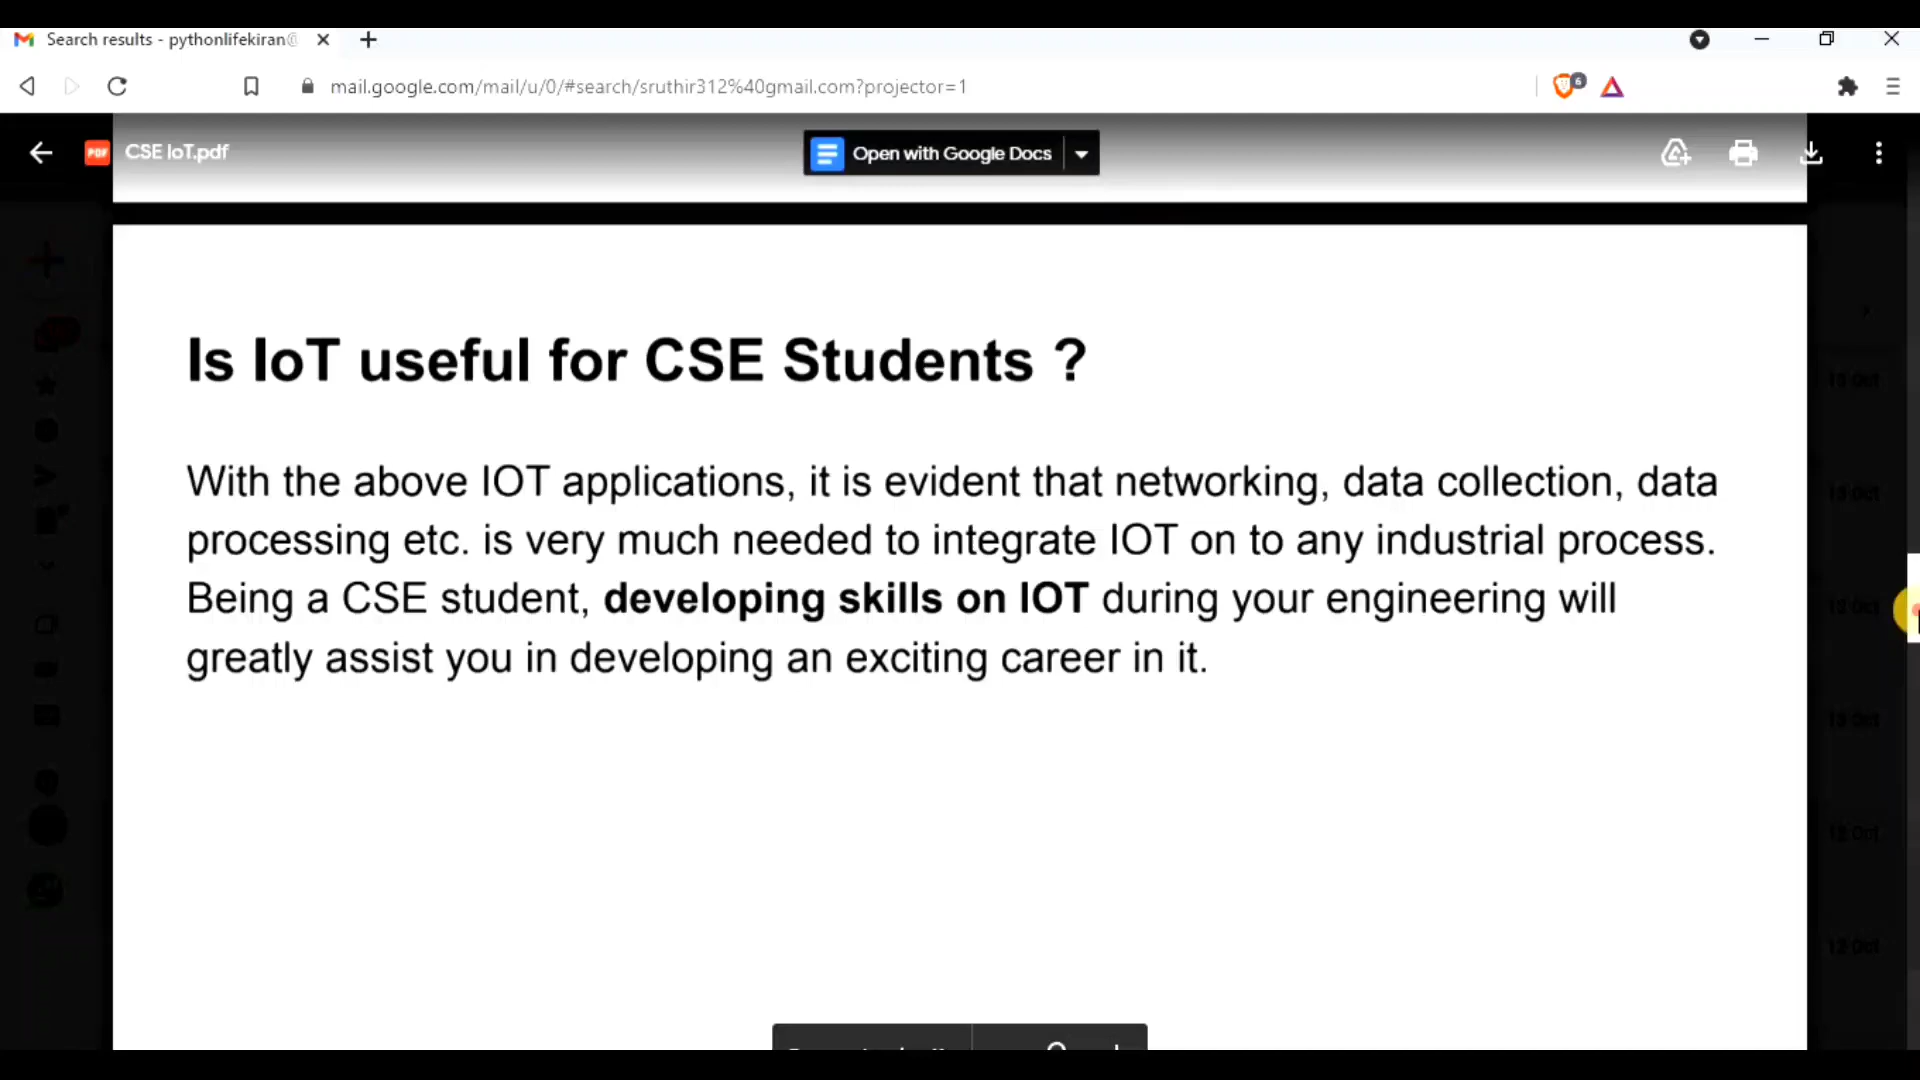 Search results - pythonlifekiran@
mail.google.com/mail/u/0/#search/sruthir312%40gmail.com?projector=1
6
PDF
CSE IoT.pdf
Open with Google Docs
Is IoT useful for CSE Students ?
With the above IOT applications, it is evident that networking, data collection, data
processing etc. is very much needed to integrate IOT on to any industrial process.
Being a CSE student, developing skills on IOT during your engineering will
greatly assist you in developing an exciting career in it.